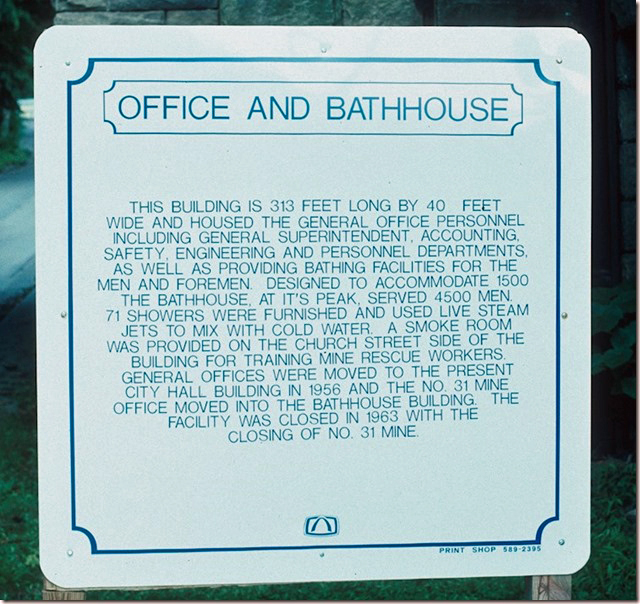 OFFICE AND BATHHOUSE
THIS BUILDING IS 313 FEET LONG BY 40 FEET
WIDE AND HOUSED THE GENERAL OFFICE PERSONNEL
INCLUDING GENERAL SUPERINTENDENT, ACCOUNTING,
SAFETY, ENGINEERING AND PERSONNEL DEPARTMENTS,
AS WELL AS PROVIDING BATHING FACILITIES FOR THE
MEN AND FOREMEN. DESIGNED TO ACCOMMODATE 1500
THE BATHHOUSE, AT IT'S PEAK, SERVED 4500 MEN.
71 SHOWERS WERE FURNISHED AND USED LIVE STEAM
JETS TO MIX WITH COLD WATER. A SMOKE ROOM
WAS PROVIDED ON THE CHURCH STREET SIDE OF THE
BUILDING FOR TRAINING MINE RESCUE WORKERS.
GENERAL OFFICES WERE MOVED TO THE PRESENT
CITY HALL BUILDING IN 1956 AND THE NO. 31 MINE
OFFICE MOVED INTO THE BATHHOUSE BUILDING. THE
FACILITY WAS CLOSED IN 1963 WITH THE
CLOSING OF NO. 31 MINE.
PRINT SHOP 589-2395